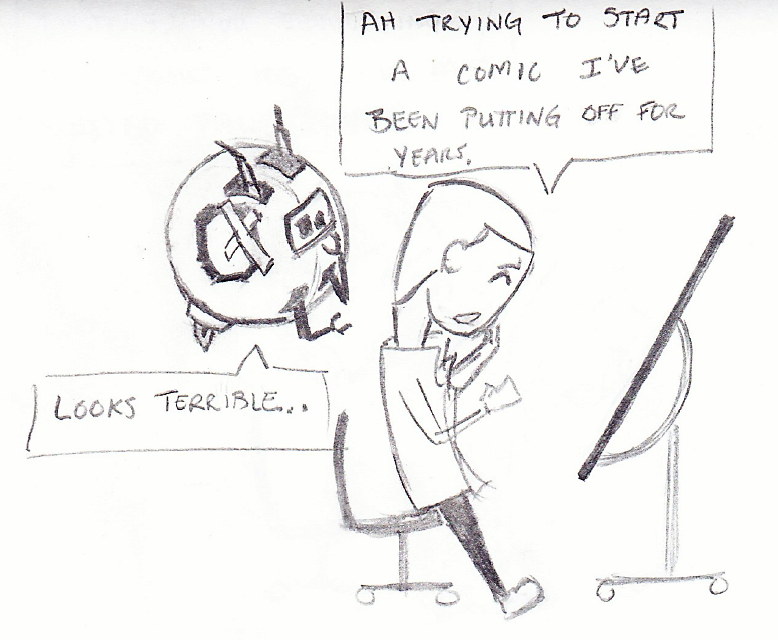 AH TRYING TO START
A COMIC I'VE
BEEN PUTTING OFF FOR
YEARS.
LOOKS TERRIBLE...